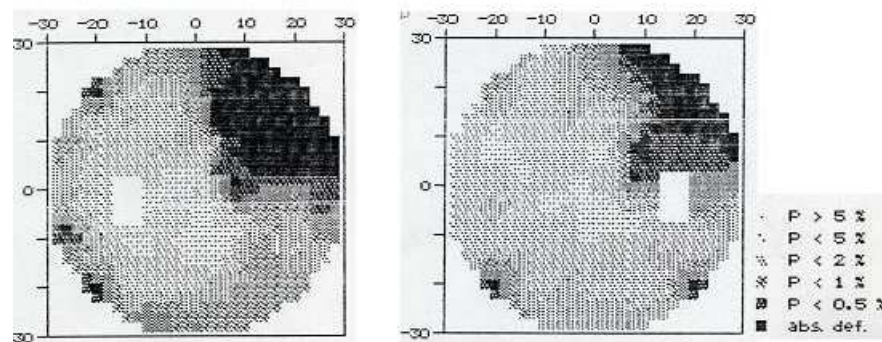 -30 -20 -10 0 10 20 30
30
0
30
-30 -20 -10 0 10 20 30
30
0
-30
P > 5 %
P < 5 %
P < 2 %
P < 1 %
P < 0.5 %
abs. def.